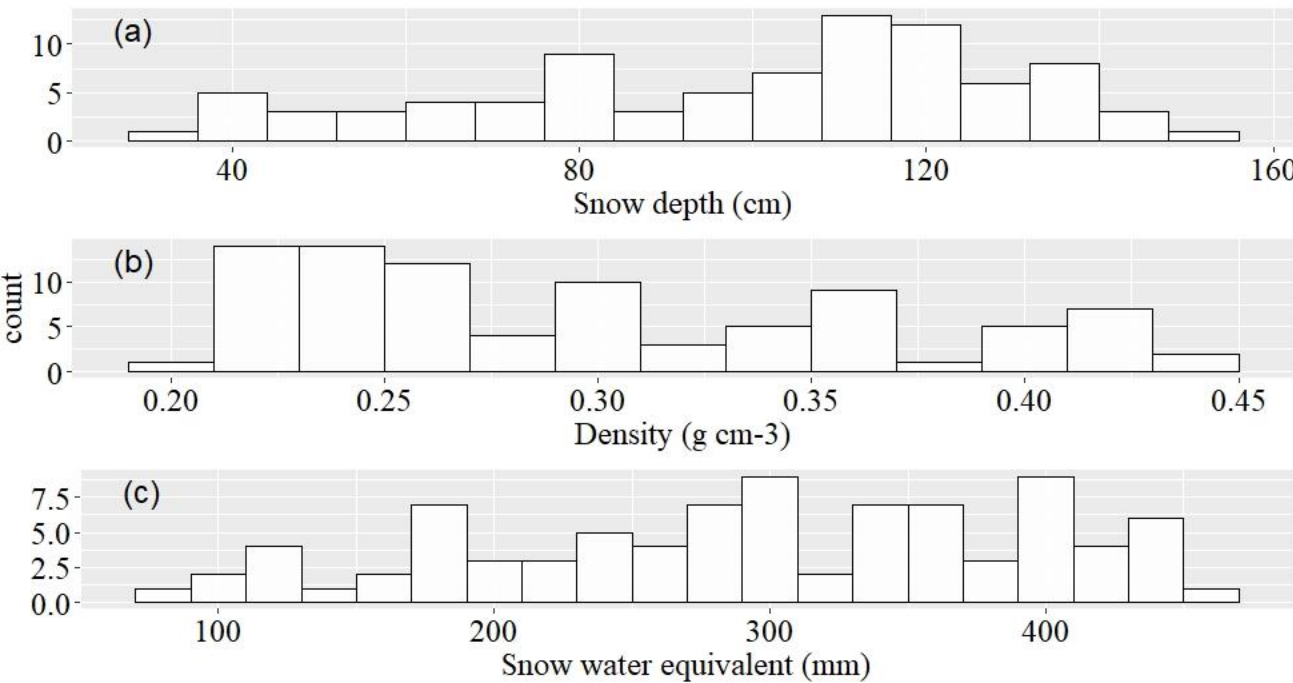 (a)
10
5
0
40 80 120 160
Snow depth (cm)
(b)
10
5
0
count
0.20 0.25 0.30 0.35 0.40 0.45
Density (g cm-3)
(c)
7.5
5.0
2.5
0.0
100 200 300 400
Snow water equivalent (mm)